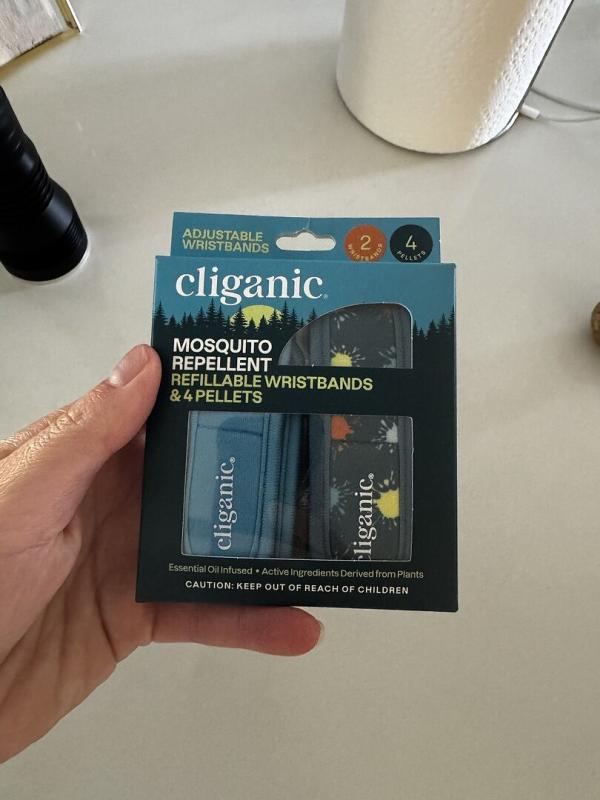 ADJUSTABLE
WRISTBANDS
2
WRISTBANDS
4
PELLETS
cliganic®
MOSQUITO
REPELLENT
REFILLABLE WRISTBANDS
& 4 PELLETS
cliganic®
cliganic®
Essential Oil Infused • Active Ingredients Derived from Plants
CAUTION: KEEP OUT OF REACH OF CHILDREN